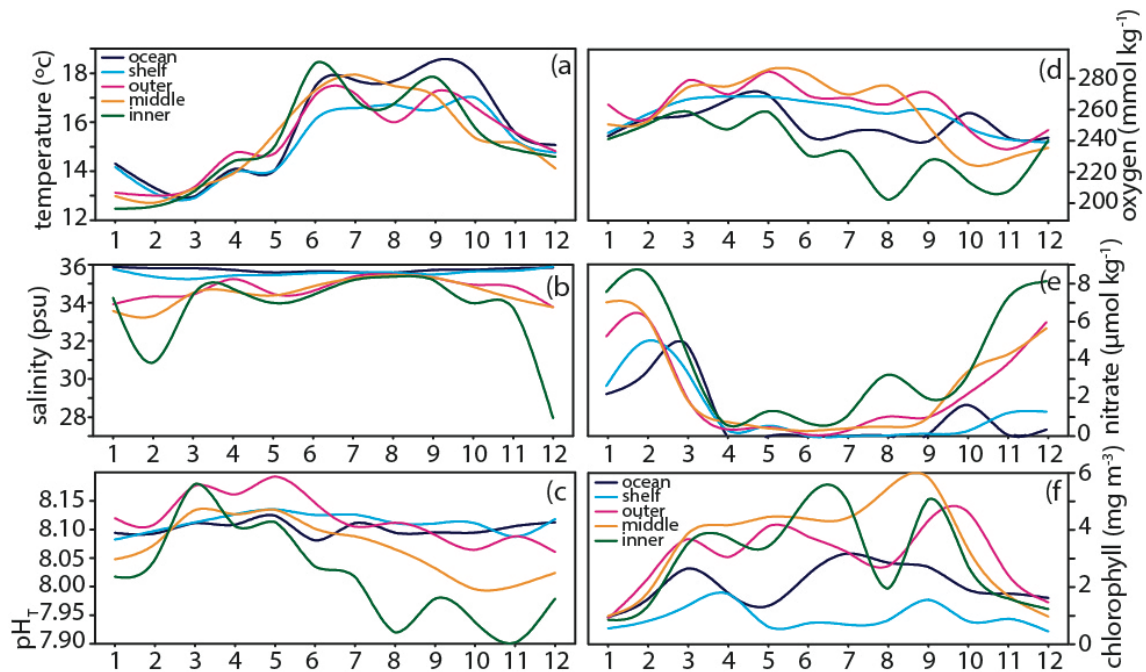 temperature (°c)
18
16
14
12
ocean
shelf
outer
middle
inner
(a)
1 2 3 4 5 6 7 8 9 10 11 12
(d)
280
260
240
220
200
oxygen (mmol kg⁻¹)
1 2 3 4 5 6 7 8 9 10 11 12
salinity (psu)
36
34
32
30
28
(b)
1 2 3 4 5 6 7 8 9 10 11 12
(e)
8
6
4
2
0
nitrate (µmol kg⁻¹)
1 2 3 4 5 6 7 8 9 10 11 12
pHT
8.15
8.10
8.05
8.00
7.95
7.90
(c)
1 2 3 4 5 6 7 8 9 10 11 12
ocean
shelf
outer
middle
inner
(f)
6
4
2
0
chlorophyll (mg m⁻³)
1 2 3 4 5 6 7 8 9 10 11 12